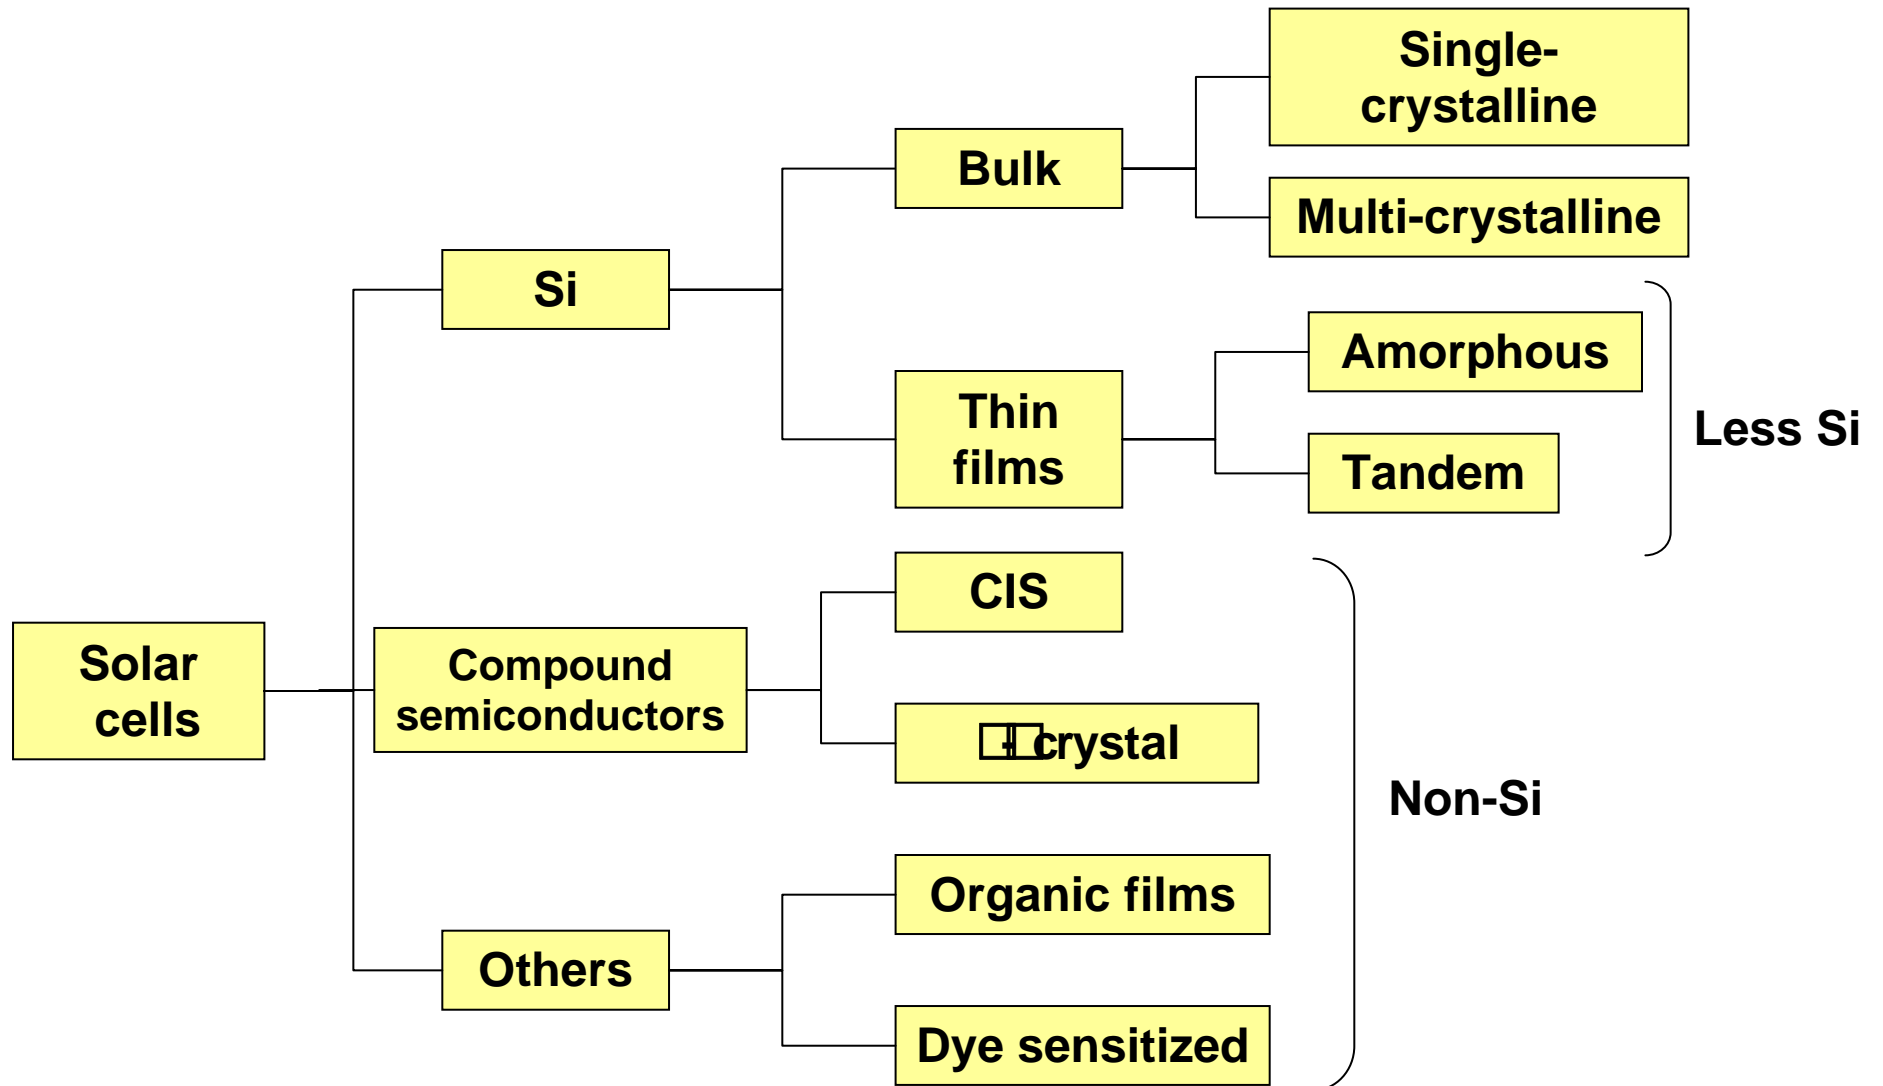 Single-
crystalline
Bulk
Multi-crystalline
Si
Amorphous
Thin
films
Less Si
Tandem
CIS
Solar
cells
Compound
semiconductors
crystal
Non-Si
Organic films
Others
Dye sensitized